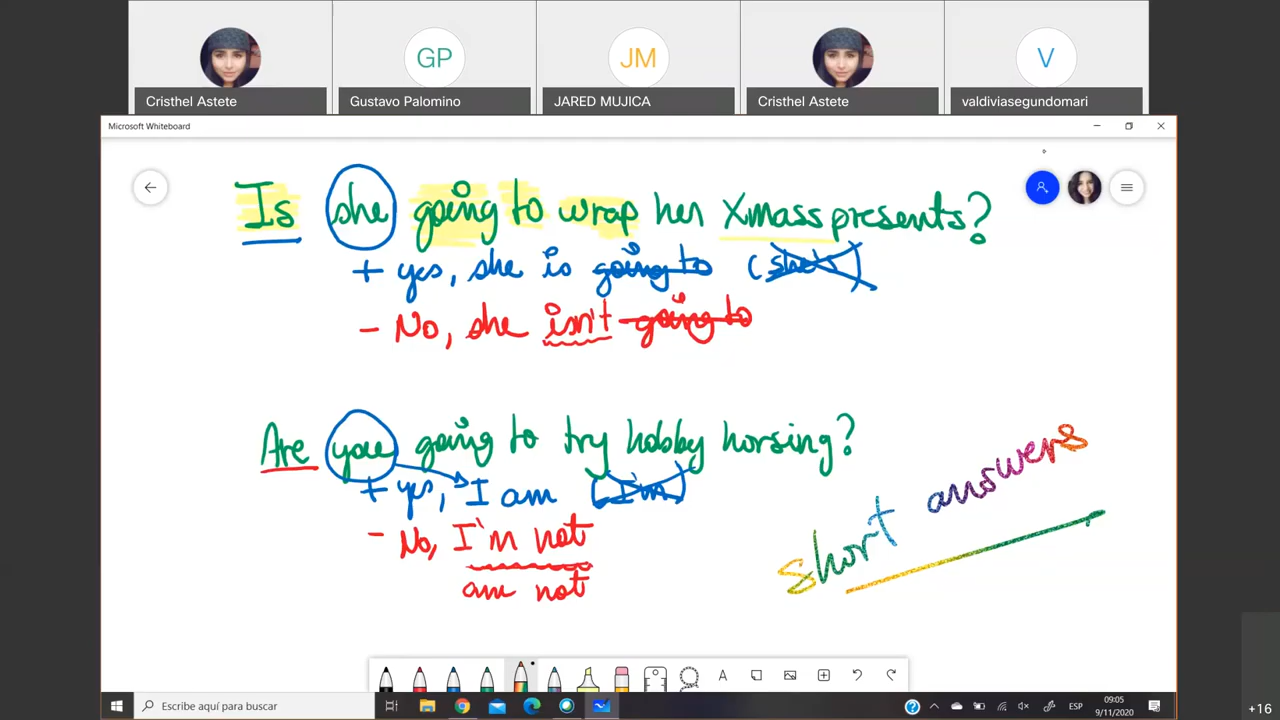 GP
JM
V
Cristhel Astete
Gustavo Palomino
JARED MUJICA
Cristhel Astete
valdiviasegundomari
Microsoft Whiteboard
Is she going to wrap her Xmass presents?
+ yes, she is going to (she's)
- No, she isn't going to
Are you going to try hobby horsing?
+ yes, I am (I'm)
- No, I'm not
am not
short answers
A
Escribe aquí para buscar
ESP
09:05
9/11/2020
+16